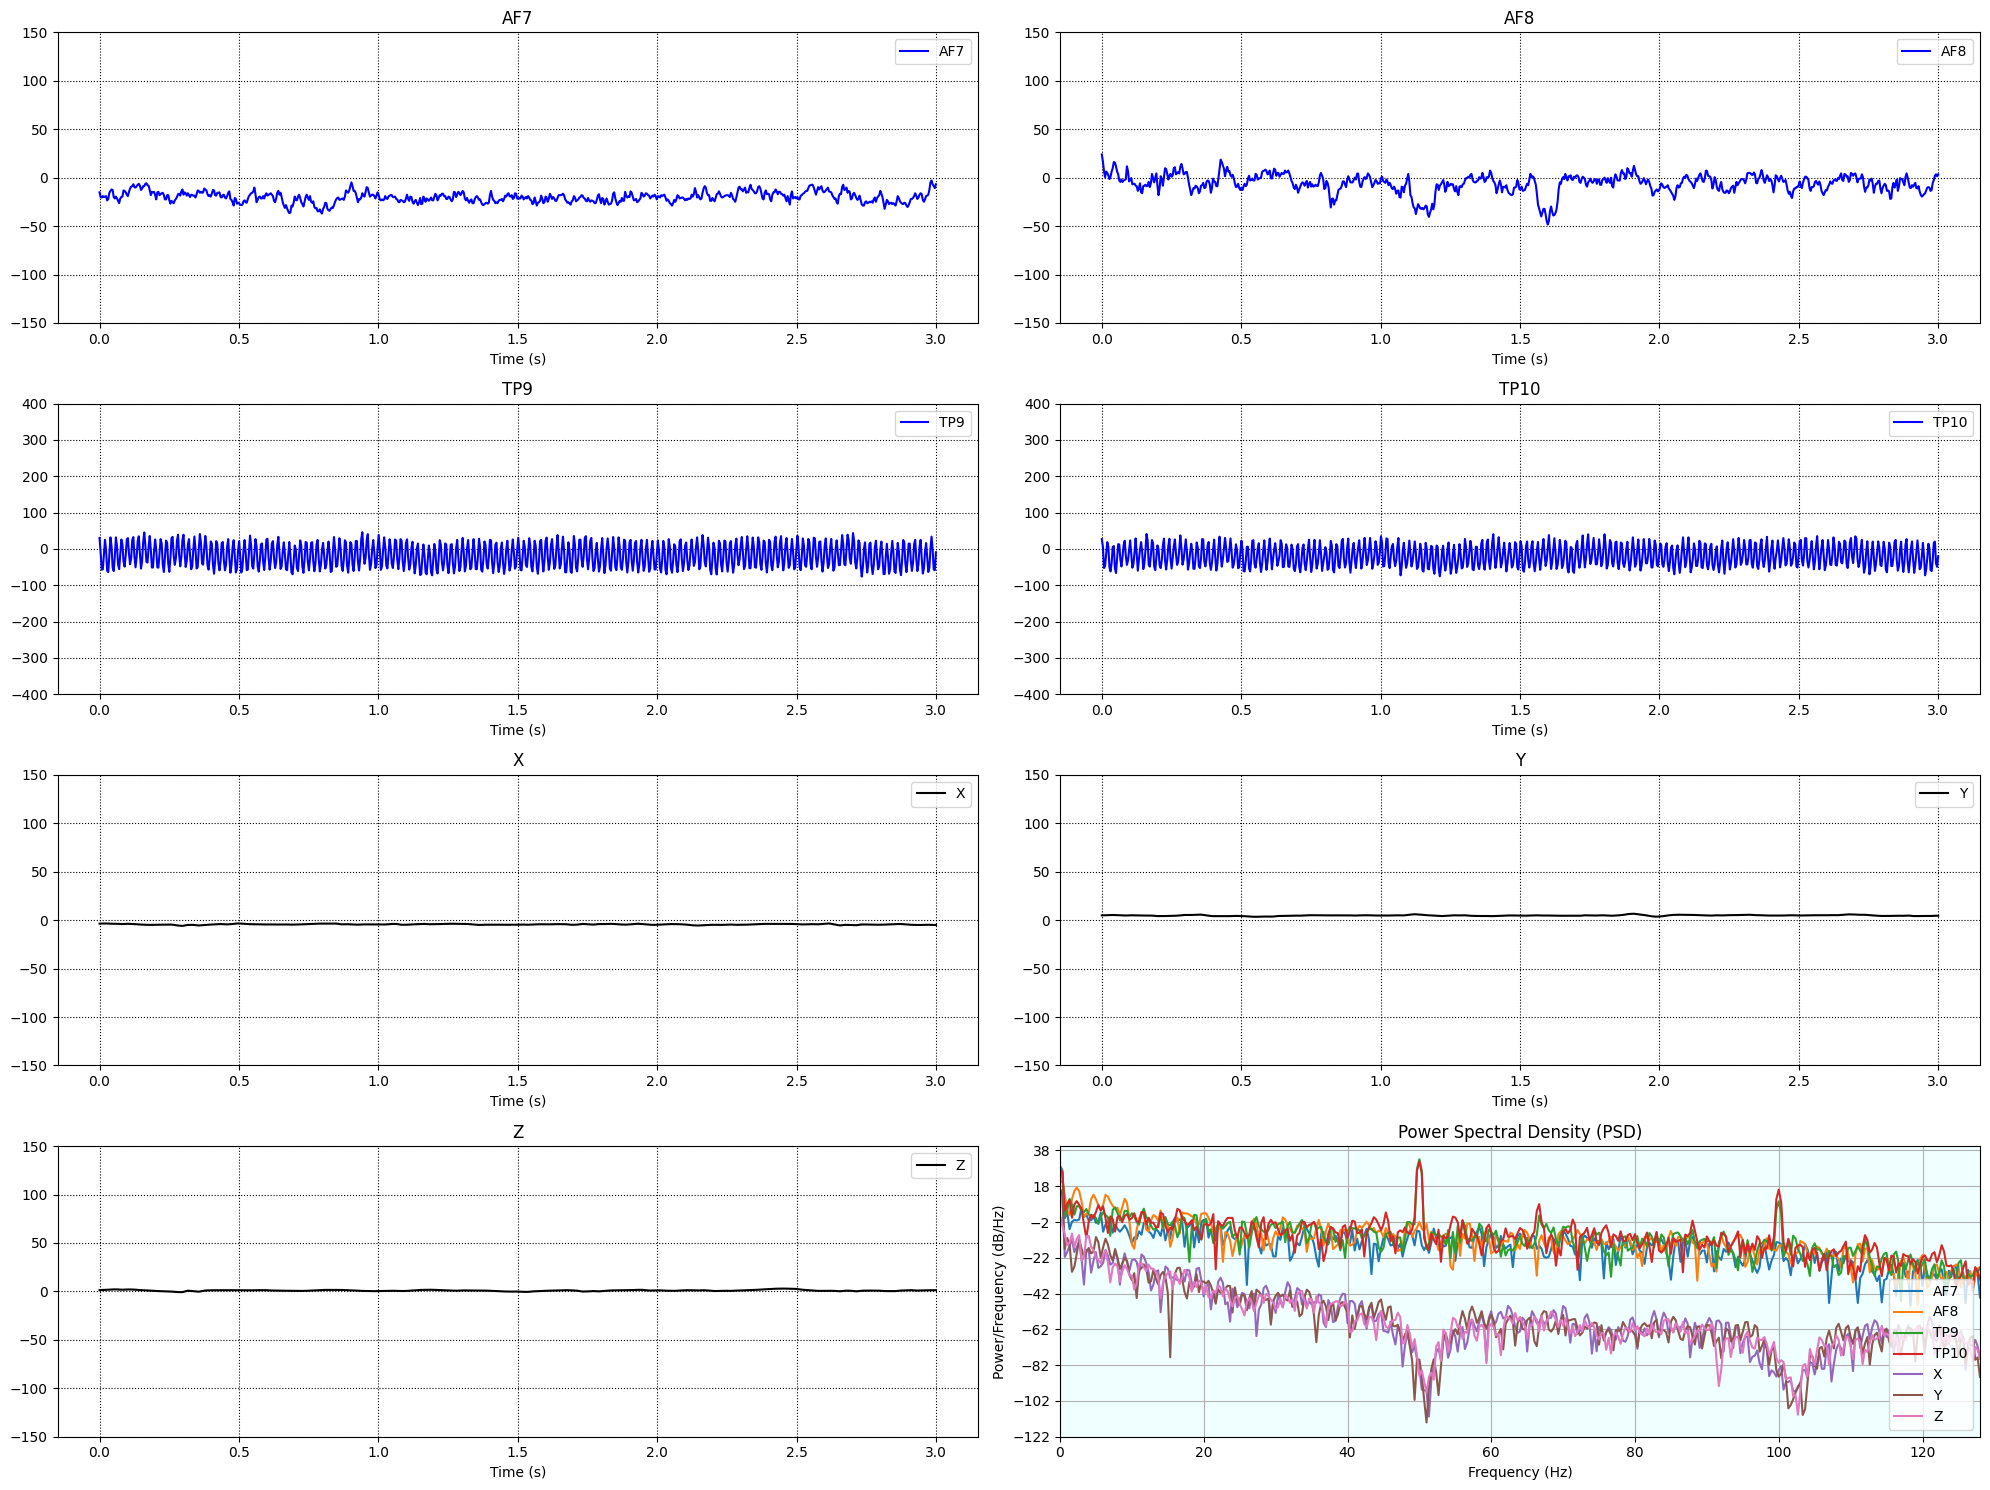 AF7
150
100
50
0
−50
−100
−150
AF7
0.0 0.5 1.0 1.5 2.0 2.5 3.0
Time (s)
AF8
150
100
50
0
−50
−100
−150
AF8
0.0 0.5 1.0 1.5 2.0 2.5 3.0
Time (s)
TP9
400
300
200
100
0
−100
−200
−300
−400
TP9
0.0 0.5 1.0 1.5 2.0 2.5 3.0
Time (s)
TP10
400
300
200
100
0
−100
−200
−300
−400
TP10
0.0 0.5 1.0 1.5 2.0 2.5 3.0
Time (s)
X
150
100
50
0
−50
−100
−150
X
0.0 0.5 1.0 1.5 2.0 2.5 3.0
Time (s)
Y
150
100
50
0
−50
−100
−150
Y
0.0 0.5 1.0 1.5 2.0 2.5 3.0
Time (s)
Z
150
100
50
0
−50
−100
−150
Z
0.0 0.5 1.0 1.5 2.0 2.5 3.0
Time (s)
Power Spectral Density (PSD)
Power/Frequency (dB/Hz)
38
18
−2
−22
−42
−62
−82
−102
−122
AF7
AF8
TP9
TP10
X
Y
Z
0 20 40 60 80 100 120
Frequency (Hz)